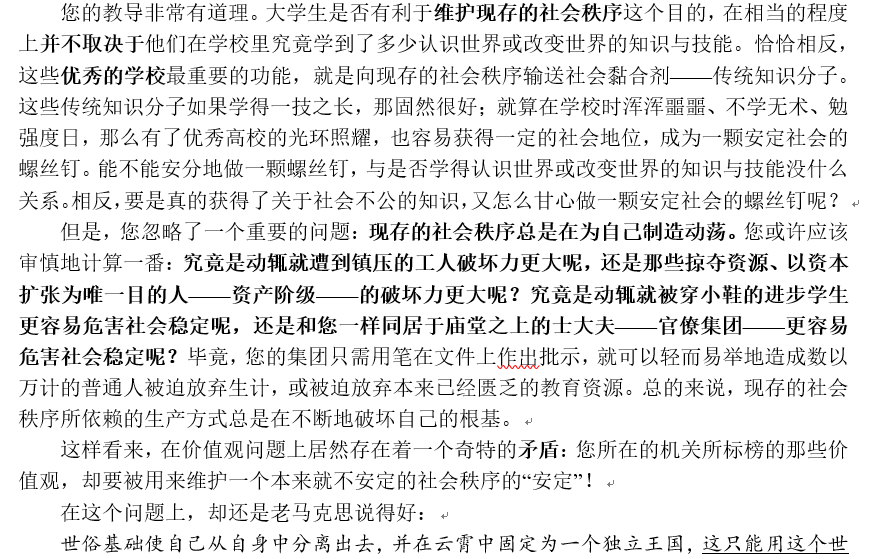 您的教导非常有道理。大学生是否有利于维护现存的社会秩序这个目的，在相当的程度
上并不取决于他们在学校里究竟学到了多少认识世界或改变世界的知识与技能。恰恰相反，
这些优秀的学校最重要的功能，就是向现存的社会秩序输送社会黏合剂——传统知识分子。
这些传统知识分子如果学得一技之长，那固然很好；就算在学校时浑浑噩噩、不学无术、勉
强度日，那么有了优秀高校的光环照耀，也容易获得一定的社会地位，成为一颗安定社会的
螺丝钉。能不能安分地做一颗螺丝钉，与是否学得认识世界或改变世界的知识与技能没什么
关系。相反，要是真的获得了关于社会不公的知识，又怎么甘心做一颗安定社会的螺丝钉呢？
但是，您忽略了一个重要的问题：现存的社会秩序总是在为自己制造动荡。您或许应该
审慎地计算一番：究竟是动辄就遭到镇压的工人破坏力更大呢，还是那些掠夺资源、以资本
扩张为唯一目的人——资产阶级——的破坏力更大呢？究竟是动辄就被穿小鞋的进步学生
更容易危害社会稳定呢，还是和您一样同居于庙堂之上的士大夫——官僚集团——更容易
危害社会稳定呢？毕竟，您的集团只需用笔在文件上作出批示，就可以轻而易举地造成数以
万计的普通人被迫放弃生计，或被迫放弃本来已经匮乏的教育资源。总的来说，现存的社会
秩序所依赖的生产方式总是在不断地破坏自己的根基。
这样看来，在价值观问题上居然存在着一个奇特的矛盾：您所在的机关所标榜的那些价
值观，却要被用来维护一个本来就不安定的社会秩序的“安定”！
在这个问题上，却还是老马克思说得好：
世俗基础使自己从自身中分离出去，并在云霄中固定为一个独立王国，这只能用这个世